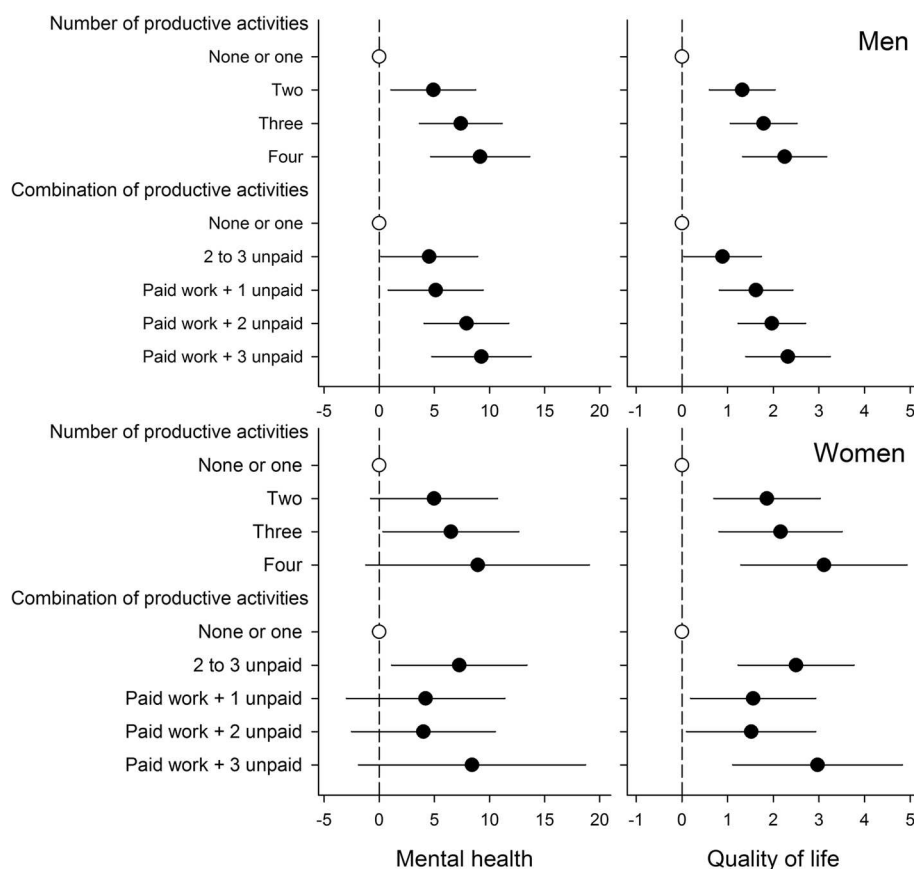 Number of productive activities
Men
None or one
Two
Three
Four
Combination of productive activities
None or one
2 to 3 unpaid
Paid work + 1 unpaid
Paid work + 2 unpaid
Paid work + 3 unpaid
-5 0 5 10 15 20 -1 0 1 2 3 4 5
Number of productive activities
Women
None or one
Two
Three
Four
Combination of productive activities
None or one
2 to 3 unpaid
Paid work + 1 unpaid
Paid work + 2 unpaid
Paid work + 3 unpaid
-5 0 5 10 15 20 -1 0 1 2 3 4 5
Mental health Quality of life